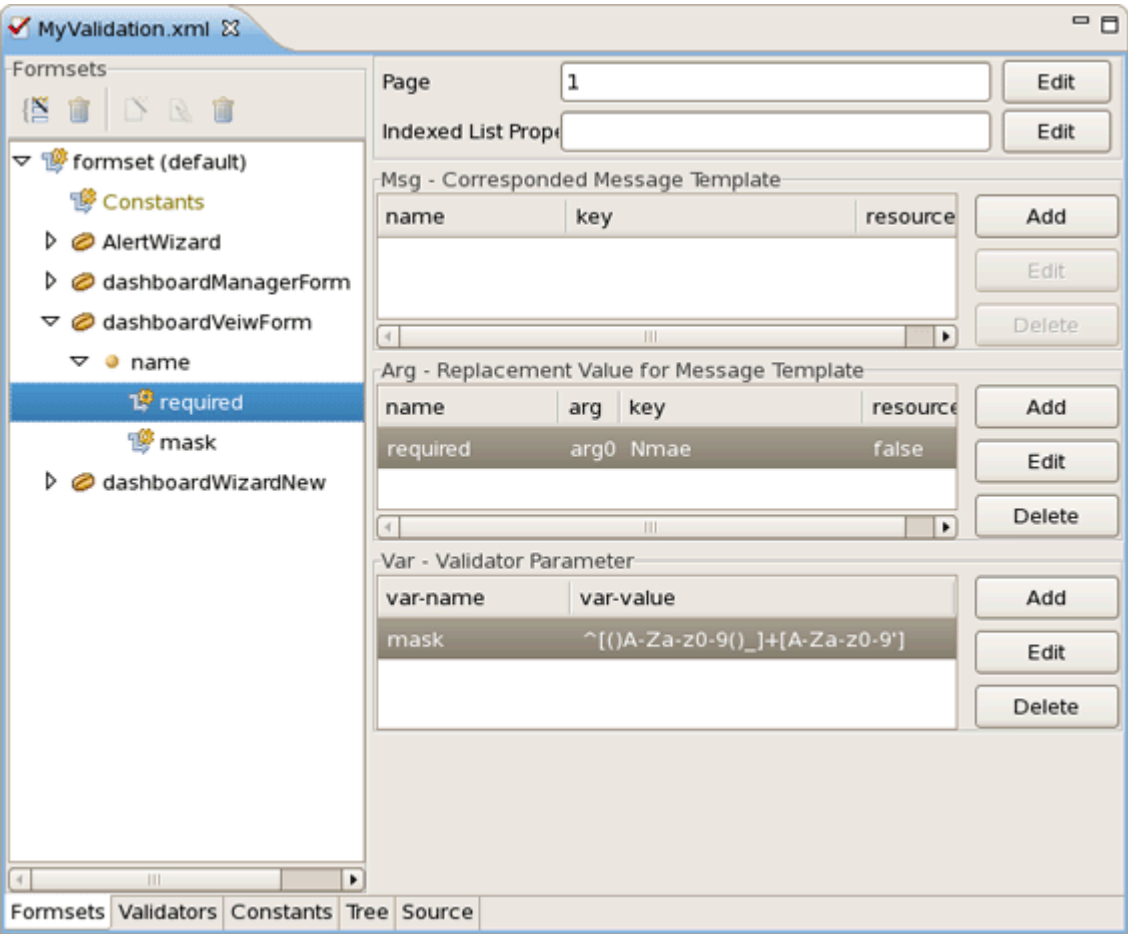 MyValidation.xml
Formsets
formset (default)
Constants
AlertWizard
dashboardManagerForm
dashboardVeiwForm
name
required
mask
dashboardWizardNew
Page 1 Edit
Indexed List Prope Edit
Msg - Corresponded Message Template
name key resource Add
Edit
Delete
Arg - Replacement Value for Message Template
name arg key resource Add
required arg0 Nmae false
Edit
Delete
Var - Validator Parameter
var-name var-value Add
mask ^[()A-Za-z0-9()_]+[A-Za-z0-9']
Edit
Delete
Formsets Validators Constants Tree Source